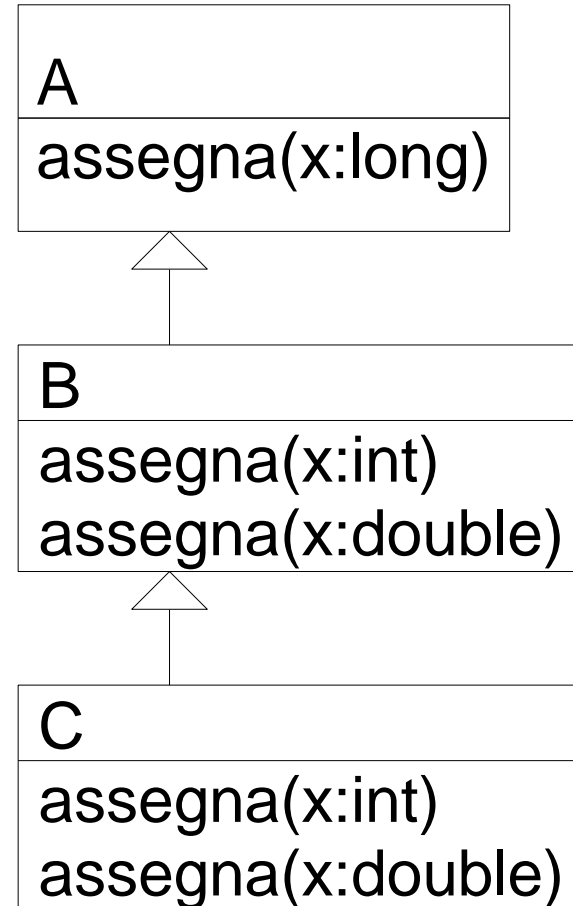 A
assegna(x:long)
B
assegna(x:int)
assegna(x:double)
C
assegna(x:int)
assegna(x:double)